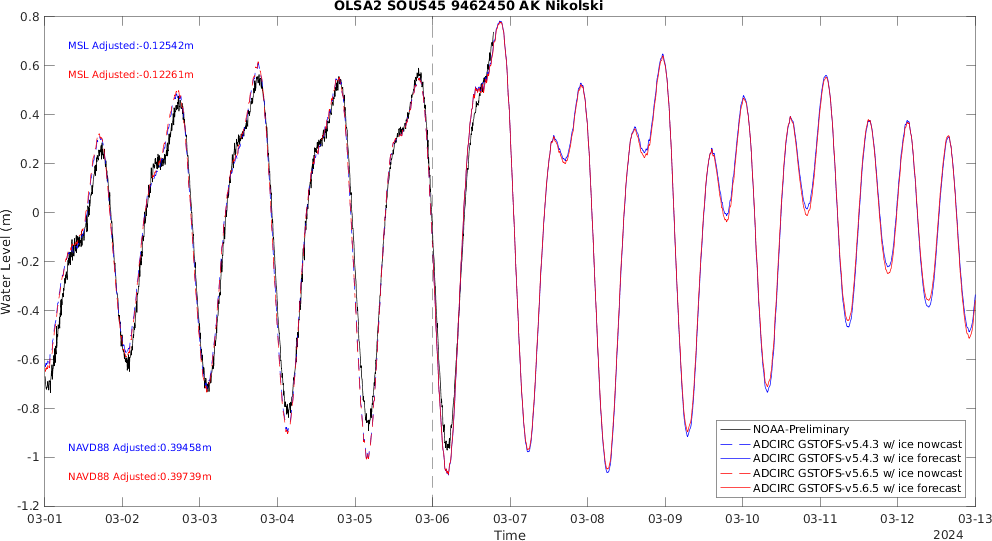 OLSA2 SOUS45 9462450 AK Nikolski
MSL Adjusted:-0.12542m
MSL Adjusted:-0.12261m
NAVD88 Adjusted:0.39458m
NAVD88 Adjusted:0.39739m
Water Level (m)
0.8
0.6
0.4
0.2
0
-0.2
-0.4
-0.6
-0.8
-1
-1.2
NOAA-Preliminary
ADCIRC GSTOFS-v5.4.3 w/ ice nowcast
ADCIRC GSTOFS-v5.4.3 w/ ice forecast
ADCIRC GSTOFS-v5.6.5 w/ ice nowcast
ADCIRC GSTOFS-v5.6.5 w/ ice forecast
03-01 03-02 03-03 03-04 03-05 03-06 03-07 03-08 03-09 03-10 03-11 03-12 03-13
Time
2024